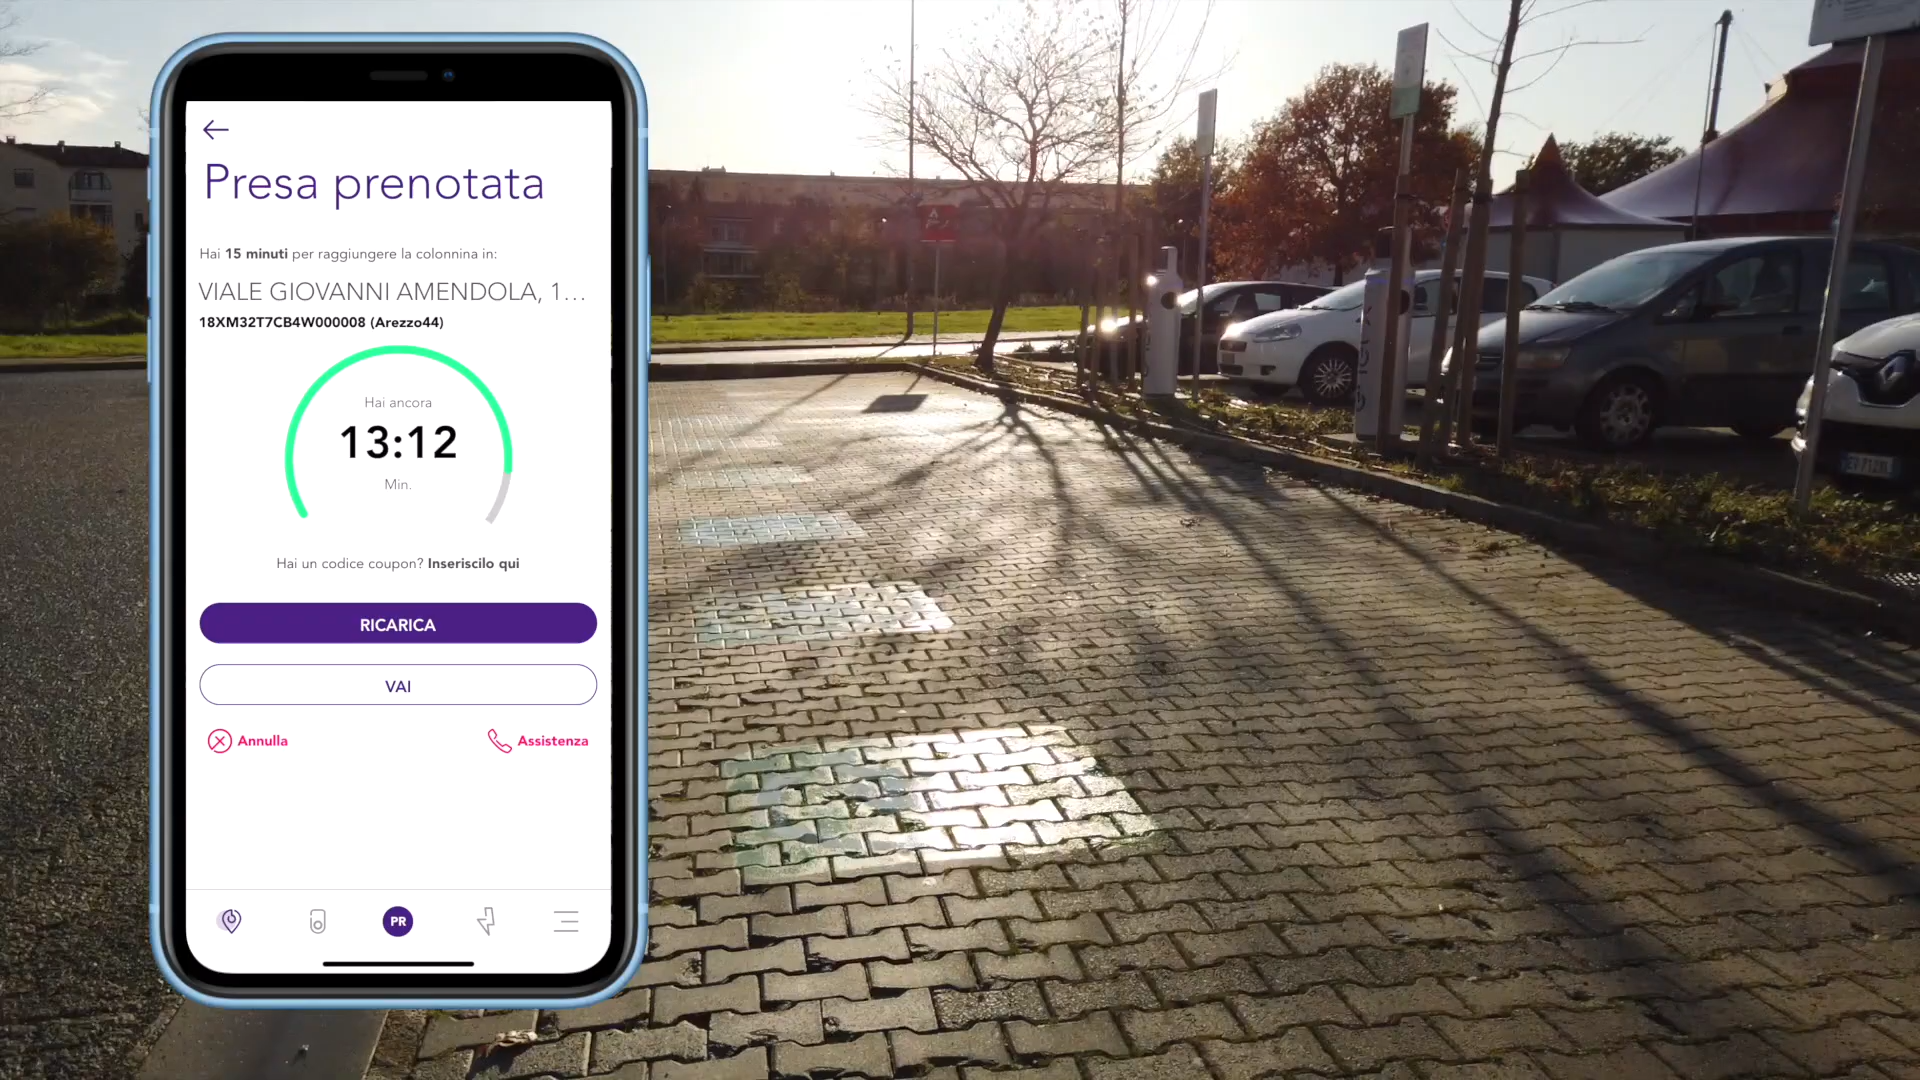 Presa prenotata
Hai 15 minuti per raggiungere la colonnina in:
VIALE GIOVANNI AMENDOLA, 1...
18XM32T7CB4W000008 (Arezzo44)
Hai ancora
13:12
Min.
Hai un codice coupon? Inseriscilo qui
RICARICA
VAI
Annulla
Assistenza
PR